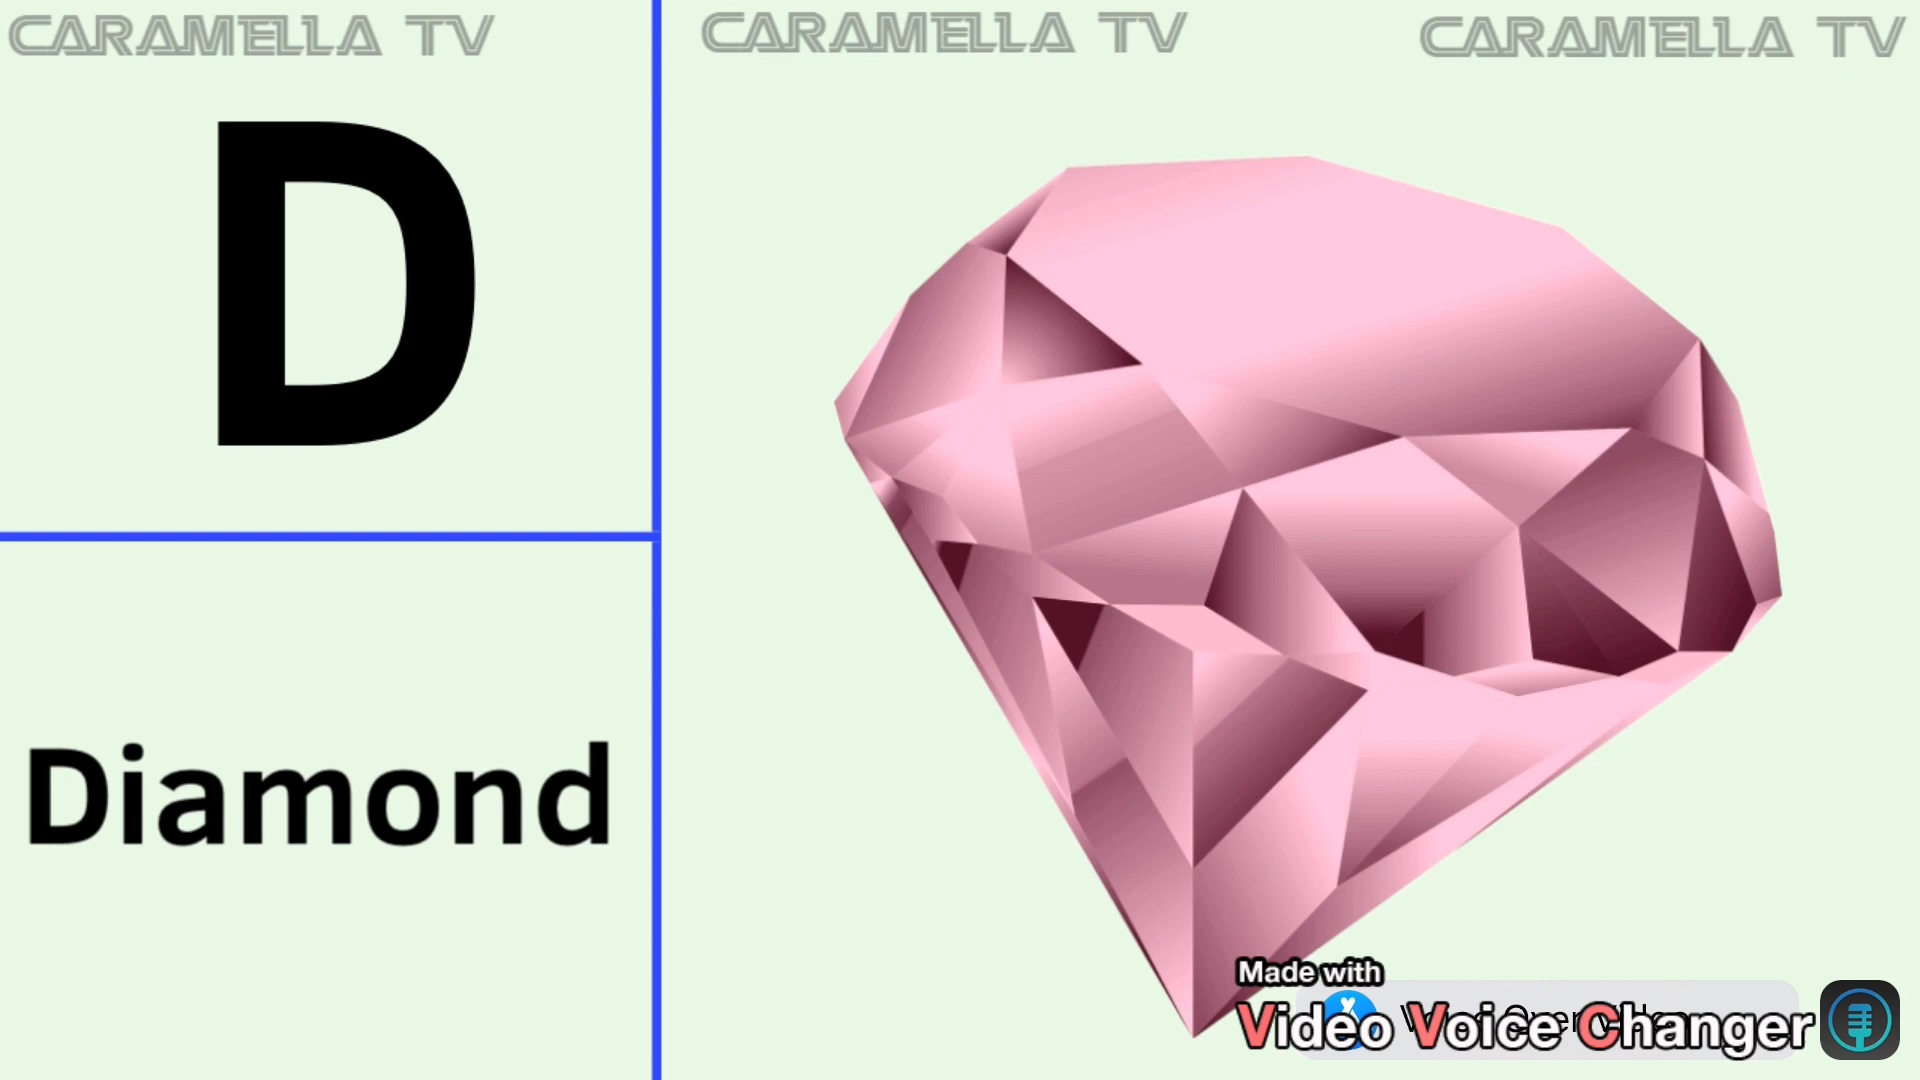 CARAMELLA TV
CARAMELLA TV
CARAMELLA TV
D
Diamond
Made with
Video Voice Changer